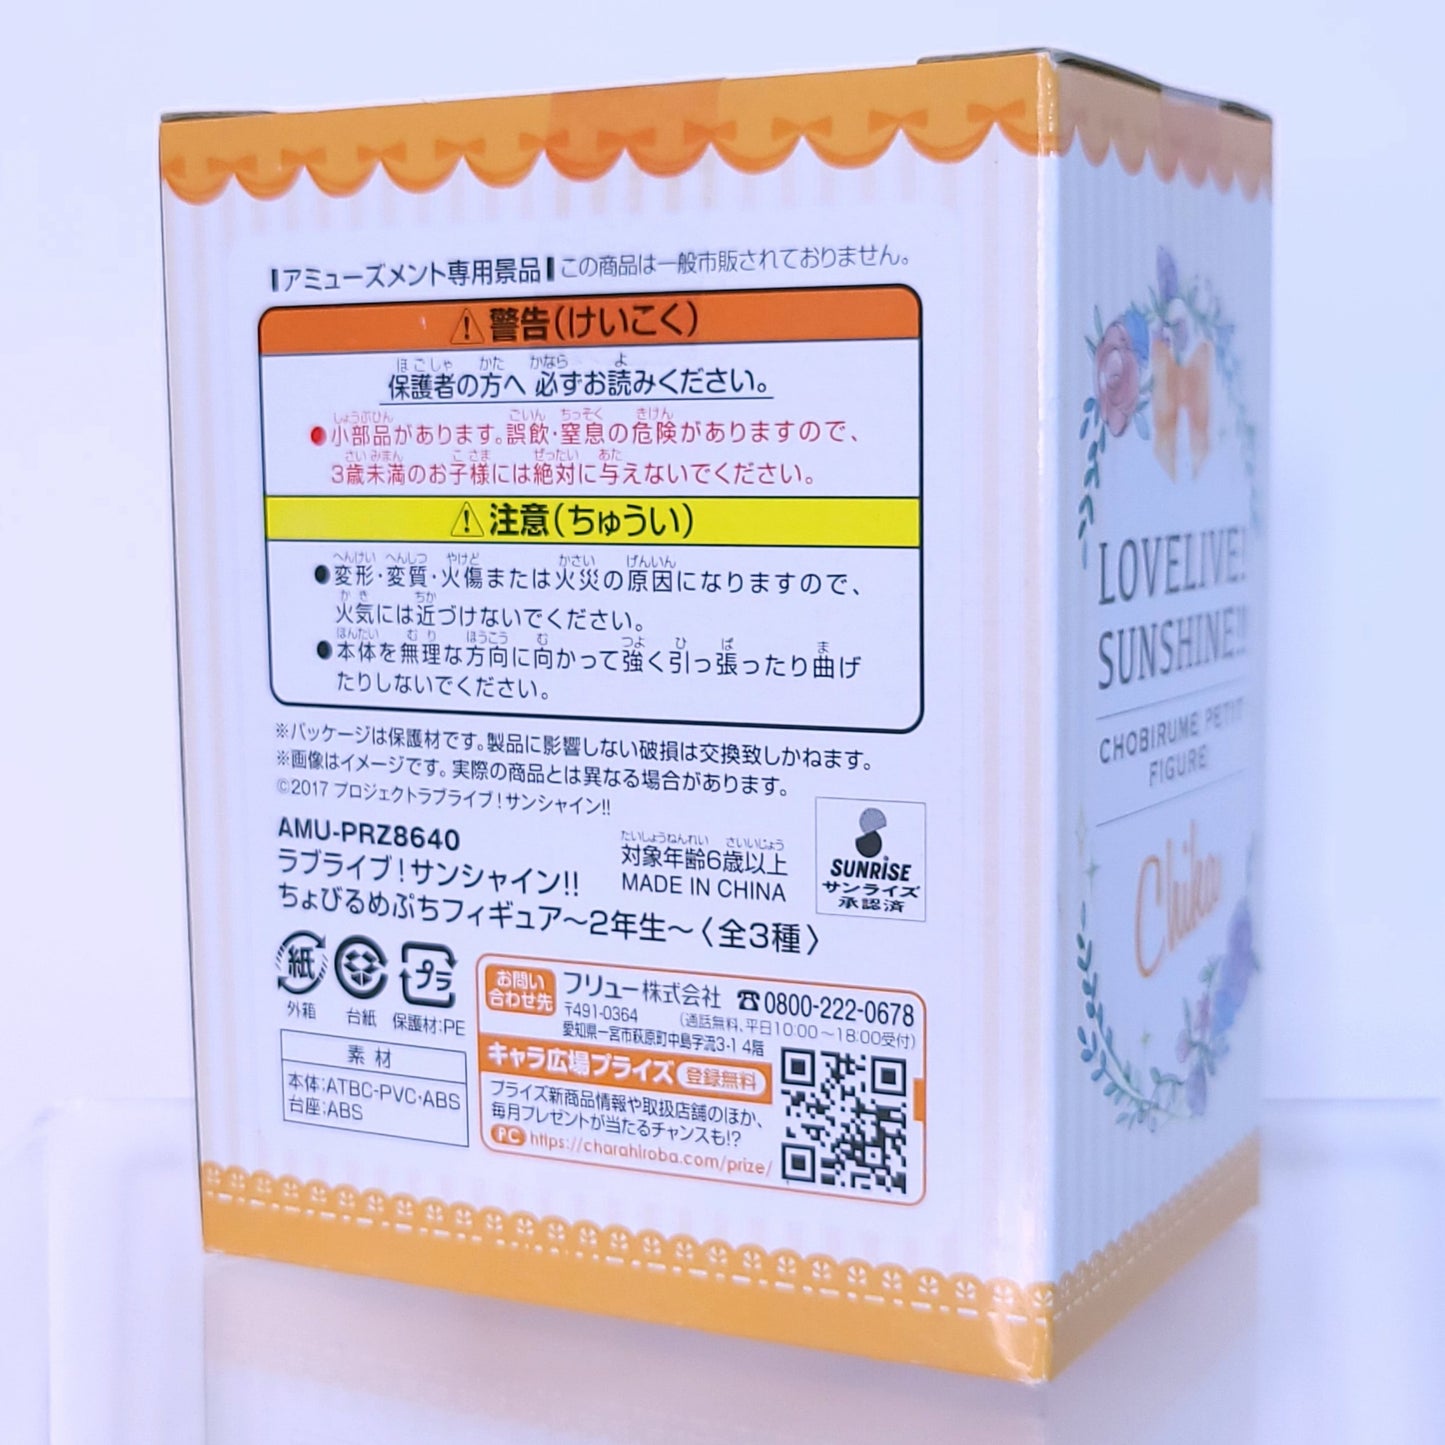 アミューズメント専用景品 この商品は一般市販されておりません。
⚠警告(けいこく)
ほごしゃ かた かなら よ
保護者の方へ 必ずお読みください。
しょうぶひん ごいん ちっそく きけん
●小部品があります。誤飲・窒息の危険がありますので、
さい みまん こ さま ぜったい あた
3歳未満のお子様には絶対に与えないでください。
⚠注意(ちゅうい)
へんけい へんしつ やけど かさい げんいん
●変形・変質・火傷または火災の原因になりますので、
かき ちか
火気には近づけないでください。
ほんたい むり ほうこう む つよ ひ ぱ ま
●本体を無理な方向に向かって強く引っ張ったり曲げ
たりしないでください。
※パッケージは保護材です。製品に影響しない破損は交換致しかねます。
※画像はイメージです。実際の商品とは異なる場合があります。
©2017 プロジェクトラブライブ!サンシャイン!!
AMU-PRZ8640
ラブライブ!サンシャイン!!
ちょびるめぷちフィギュア〜2年生〜〈全3種〉
たいしょうねんれい さいいじょう
対象年齢6歳以上
MADE IN CHINA
SUNRISE
サンライズ
承認済
紙
プラ
外箱 台紙 保護材:PE
素材
本体:ATBC-PVC・ABS
台座:ABS
お問い
合わせ先
フリュー株式会社 ☎0800-222-0678
〒491-0364 (通話無料、平日10:00〜18:00受付)
愛知県一宮市萩原町中島字流3-1 4階
キャラ広場プライズ 登録無料
プライズ新商品情報や取扱店舗のほか、
毎月プレゼントが当たるチャンスも!?
PC https://charahiroba.com/prize/
LOVELIVE!
SUNSHINE!!
CHOBIRUME PETIT
FIGURE
Chika